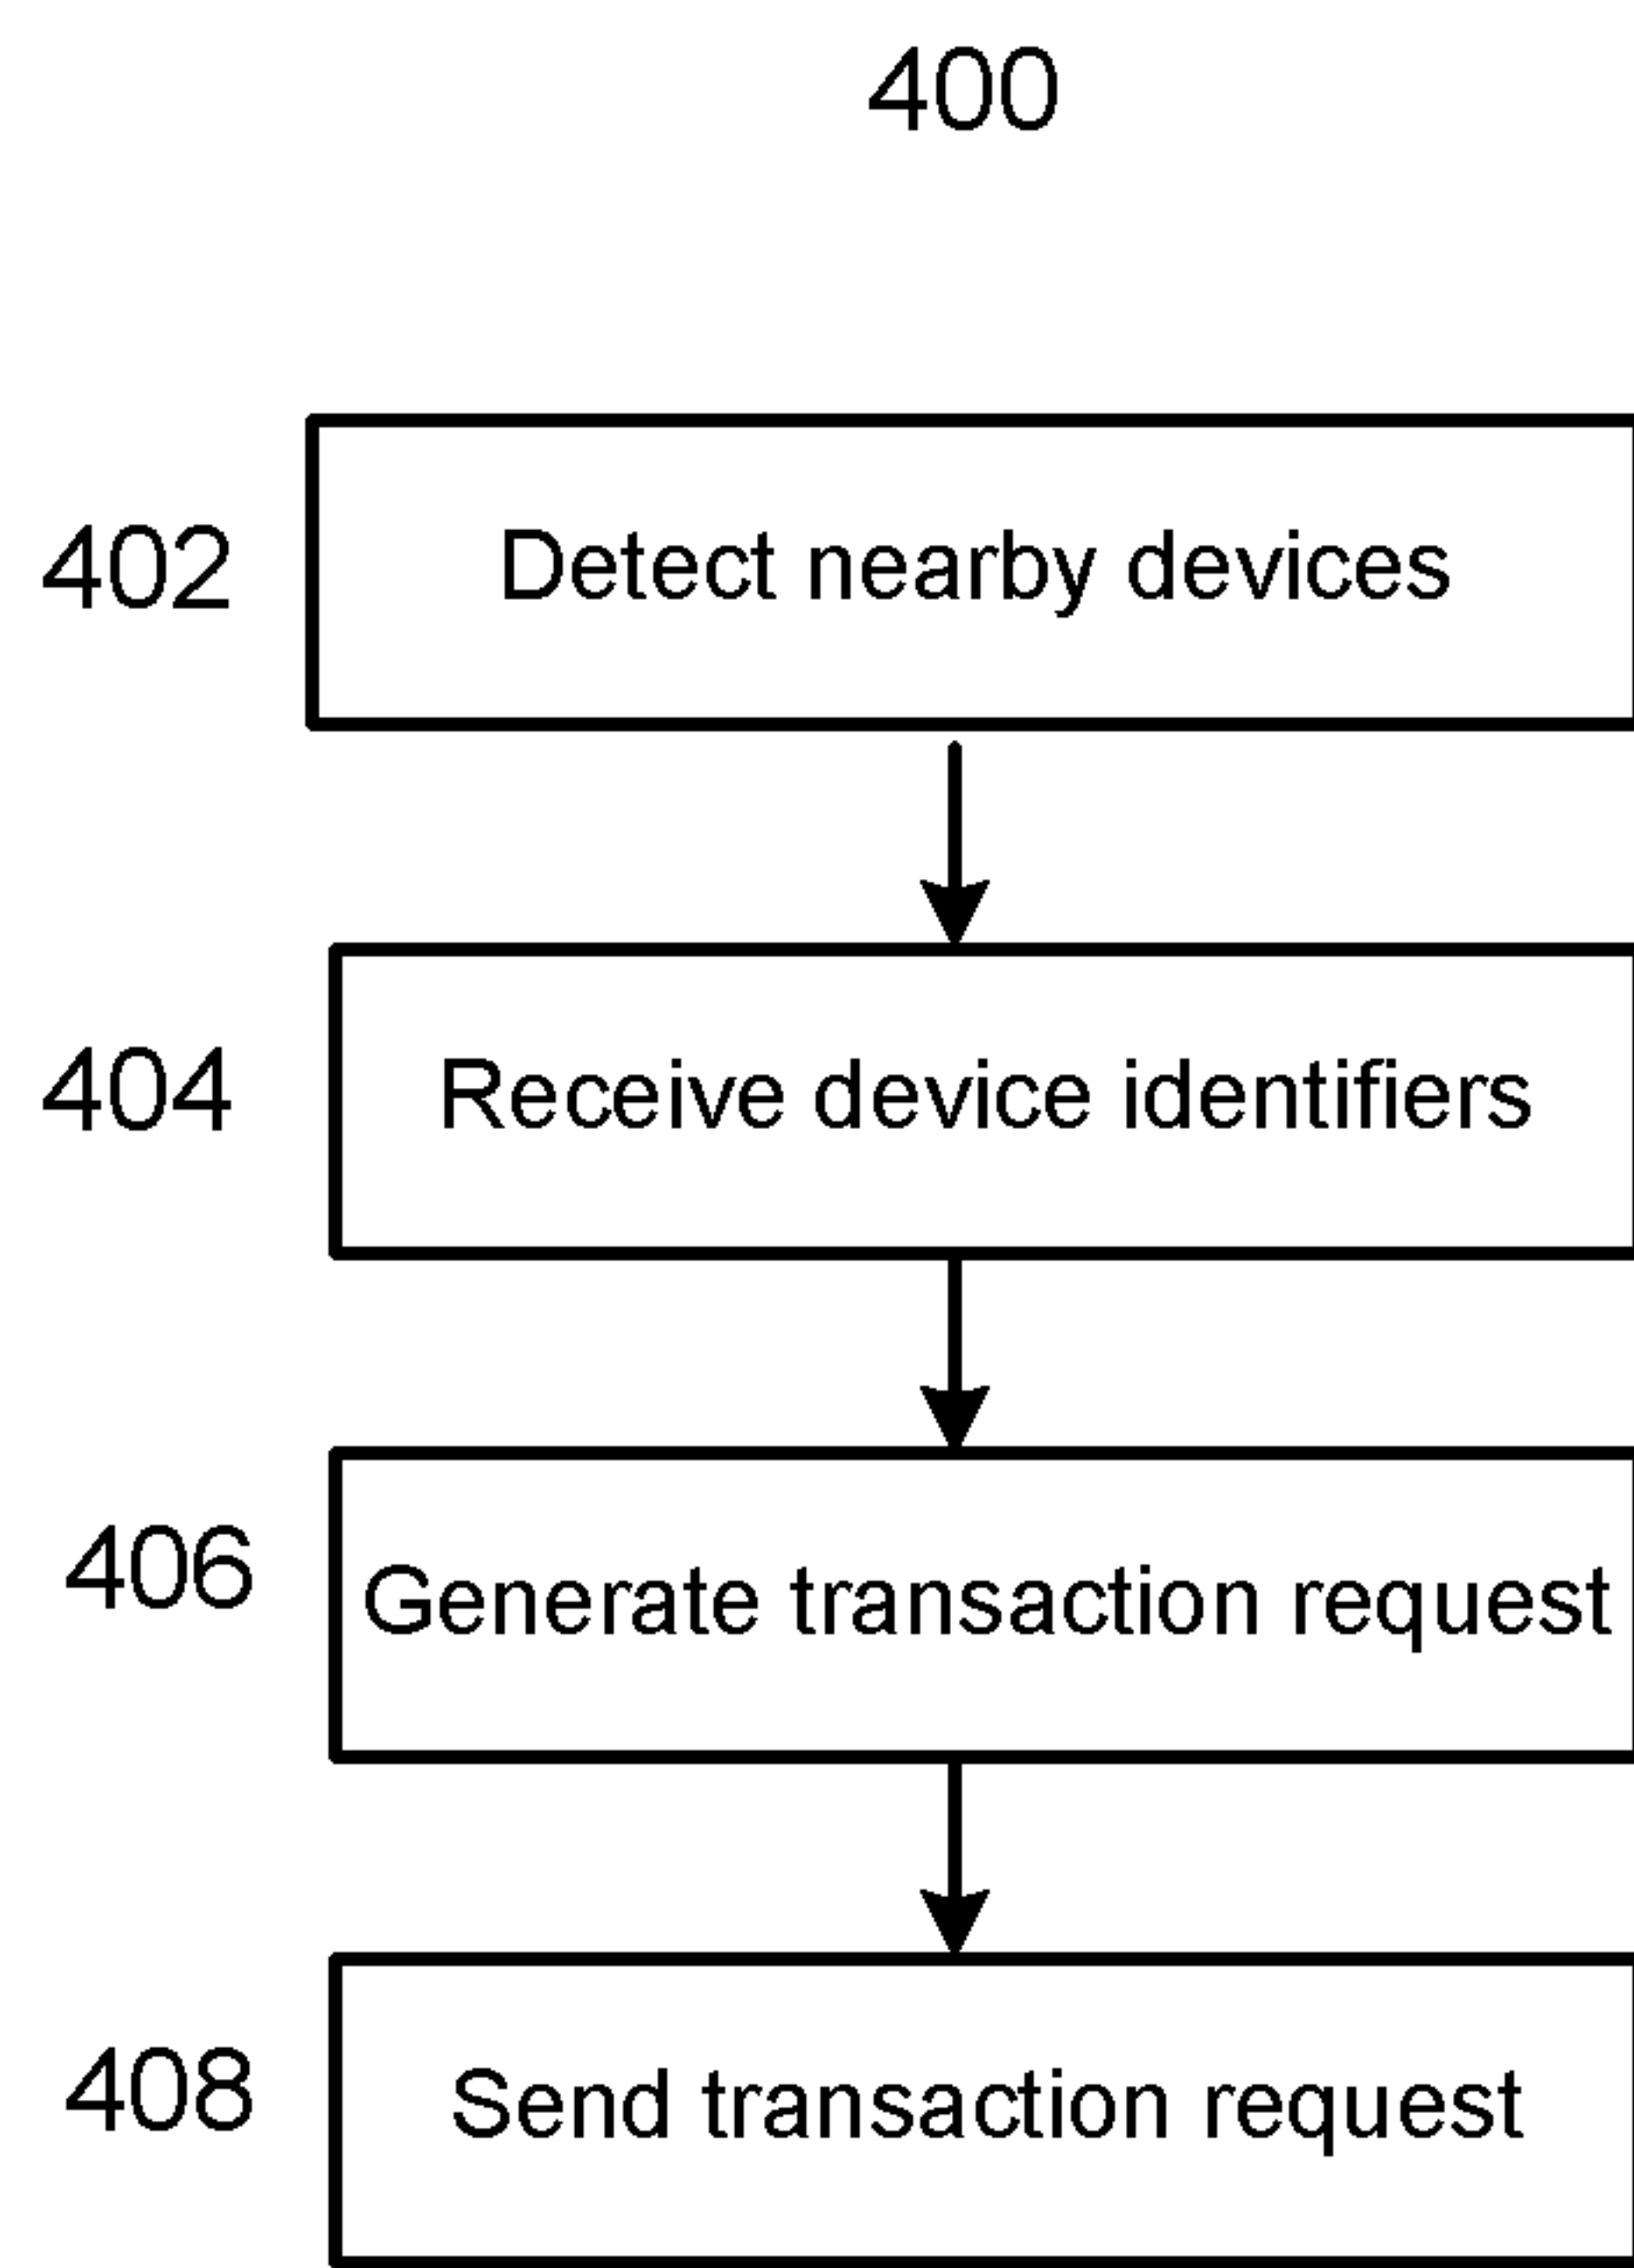 400
402 Detect nearby devices
404 Receive device identifiers
406 Generate transaction request
408 Send transaction request